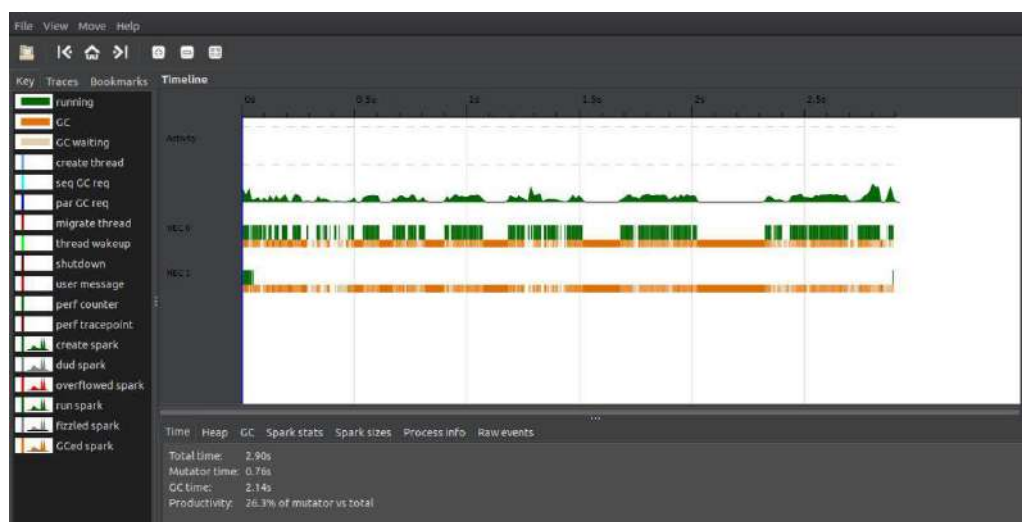 File View Move Help
Key Traces Bookmarks Timeline
running
GC
GC waiting
create thread
seq GC req
par GC req
migrate thread
thread wakeup
shutdown
user message
perf counter
perf tracepoint
create spark
dud spark
overflowed spark
run spark
fizzled spark
GCed spark
0s 0.5s 1s 1.5s 2s 2.5s
Activity
HEC 0
Time Heap GC Spark stats Spark sizes Process info Raw events
Total time: 2.90s
Mutator time: 0.76s
GC time: 2.14s
Productivity: 26.3% of mutator vs total